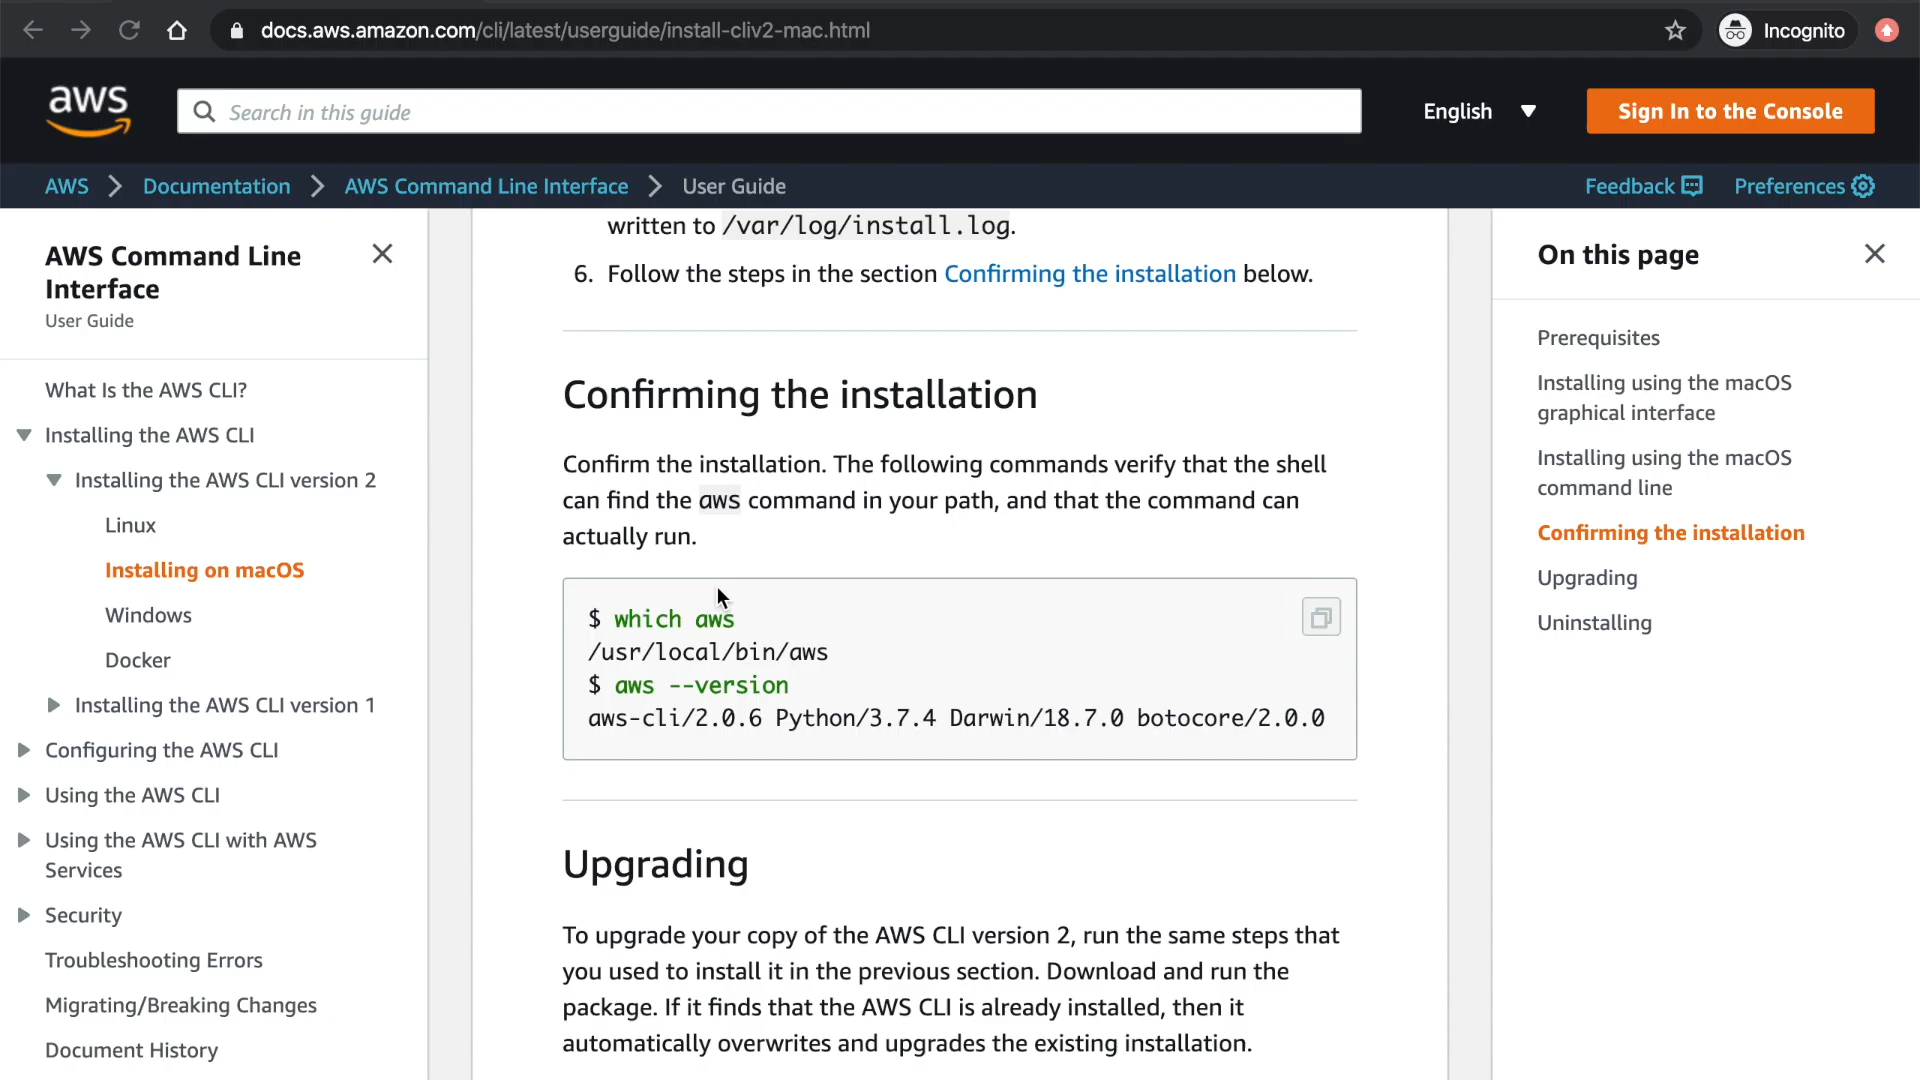 docs.aws.amazon.com/cli/latest/userguide/install-cliv2-mac.html
Incognito
aws
Search in this guide
English
Sign In to the Console
AWS
Documentation
AWS Command Line Interface
User Guide
Feedback
Preferences
AWS Command Line
Interface
User Guide
What Is the AWS CLI?
Installing the AWS CLI
Installing the AWS CLI version 2
Linux
Installing on macOS
Windows
Docker
Installing the AWS CLI version 1
Configuring the AWS CLI
Using the AWS CLI
Using the AWS CLI with AWS
Services
Security
Troubleshooting Errors
Migrating/Breaking Changes
Document History
written to /var/log/install.log.
6. Follow the steps in the section Confirming the installation below.
Confirming the installation
Confirm the installation. The following commands verify that the shell
can find the aws command in your path, and that the command can
actually run.
$ which aws
/usr/local/bin/aws
$ aws --version
aws-cli/2.0.6 Python/3.7.4 Darwin/18.7.0 botocore/2.0.0
Upgrading
To upgrade your copy of the AWS CLI version 2, run the same steps that
you used to install it in the previous section. Download and run the
package. If it finds that the AWS CLI is already installed, then it
automatically overwrites and upgrades the existing installation.
On this page
Prerequisites
Installing using the macOS
graphical interface
Installing using the macOS
command line
Confirming the installation
Upgrading
Uninstalling